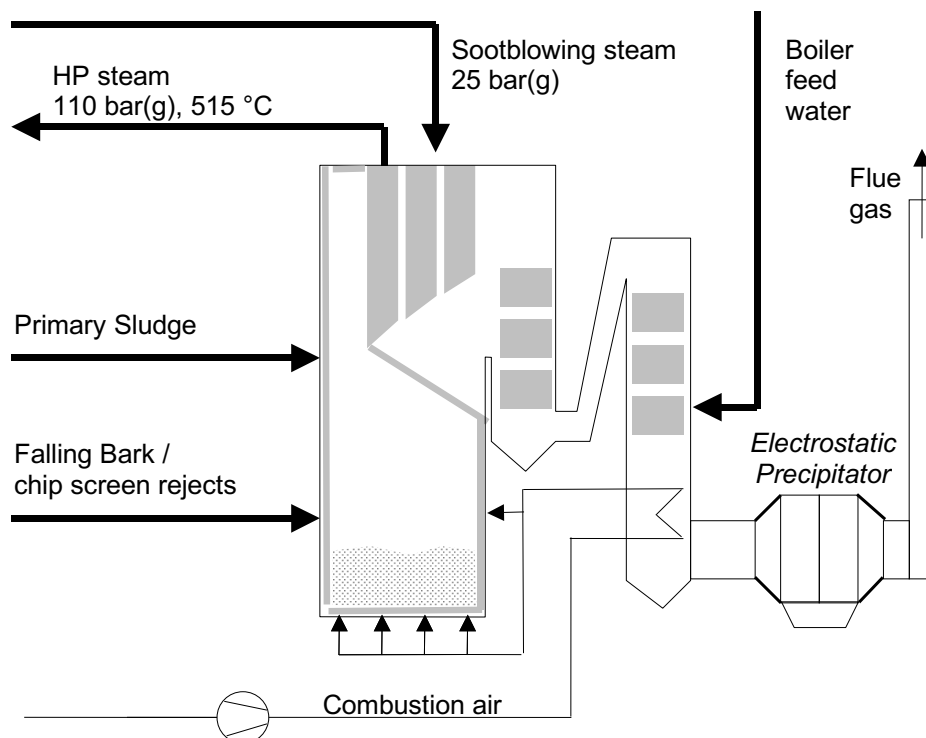 Sootblowing steam
25 bar(g)
Boiler
feed
water
HP steam
110 bar(g), 515 °C
Flue
gas
Primary Sludge
Falling Bark /
chip screen rejects
Electrostatic
Precipitator
Combustion air